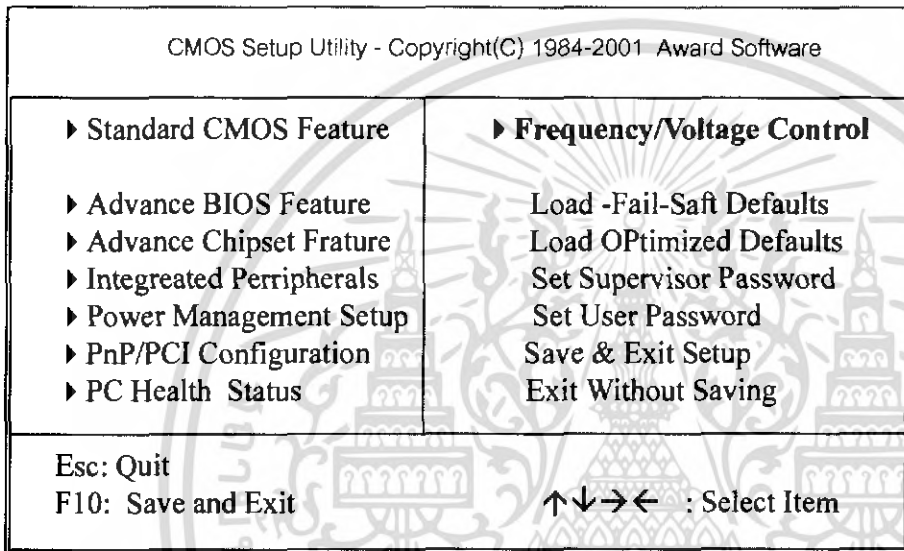 CMOS Setup Utility - Copyright(C) 1984-2001 Award Software
▶ Standard CMOS Feature
▶ Advance BIOS Feature
▶ Advance Chipset Frature
▶ Integreated Perripherals
▶ Power Management Setup
▶ PnP/PCI Configuration
▶ PC Health Status
▶ Frequency/Voltage Control
Load -Fail-Saft Defaults
Load OPtimized Defaults
Set Supervisor Password
Set User Password
Save & Exit Setup
Exit Without Saving
Esc: Quit
F10: Save and Exit
↑↓→← : Select Item